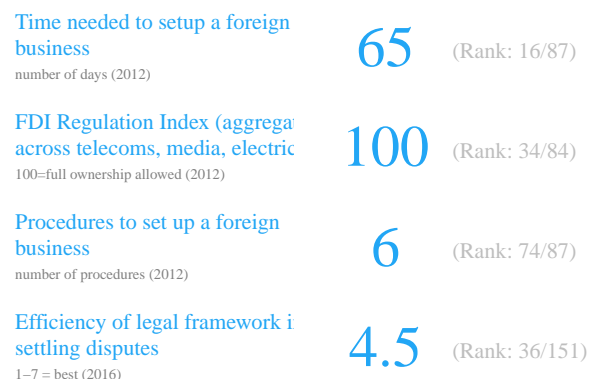 Time needed to setup a foreign
business
number of days (2012)
65
(Rank: 16/87)
FDI Regulation Index (aggregat
across telecoms, media, electric
100=full ownership allowed (2012)
100
(Rank: 34/84)
Procedures to set up a foreign
business
number of procedures (2012)
6
(Rank: 74/87)
Efficiency of legal framework i
settling disputes
1–7 = best (2016)
4.5
(Rank: 36/151)